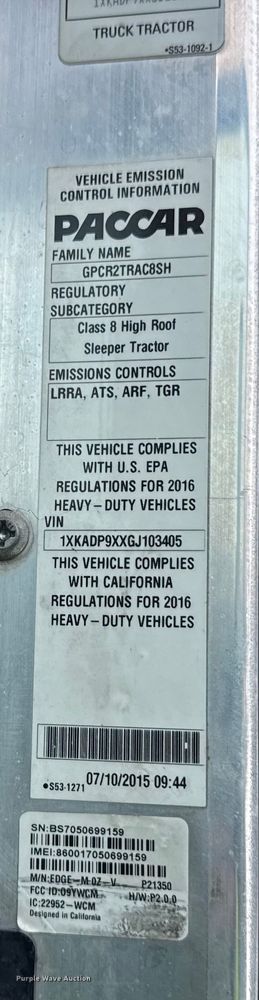 TRUCK TRACTOR
*S53-1092-1
VEHICLE EMISSION
CONTROL INFORMATION
PACCAR
FAMILY NAME
GPCR2TRAC8SH
REGULATORY
SUBCATEGORY
Class 8 High Roof
Sleeper Tractor
EMISSIONS CONTROLS
LRRA, ATS, ARF, TGR
THIS VEHICLE COMPLIES
WITH U.S. EPA
REGULATIONS FOR 2016
HEAVY-DUTY VEHICLES
VIN
1XKADP9XXGJ103405
THIS VEHICLE COMPLIES
WITH CALIFORNIA
REGULATIONS FOR 2016
HEAVY-DUTY VEHICLES
●S53-1271 07/10/2015 09:44
SN:BS7050699159
IMEI:860017050699159
M/N:EDGE-M-0Z-V P21350
FCC ID:O9YWCM H/W:P2.0.0
IC:22952-WCM
Designed in California
Purple Wave Auction